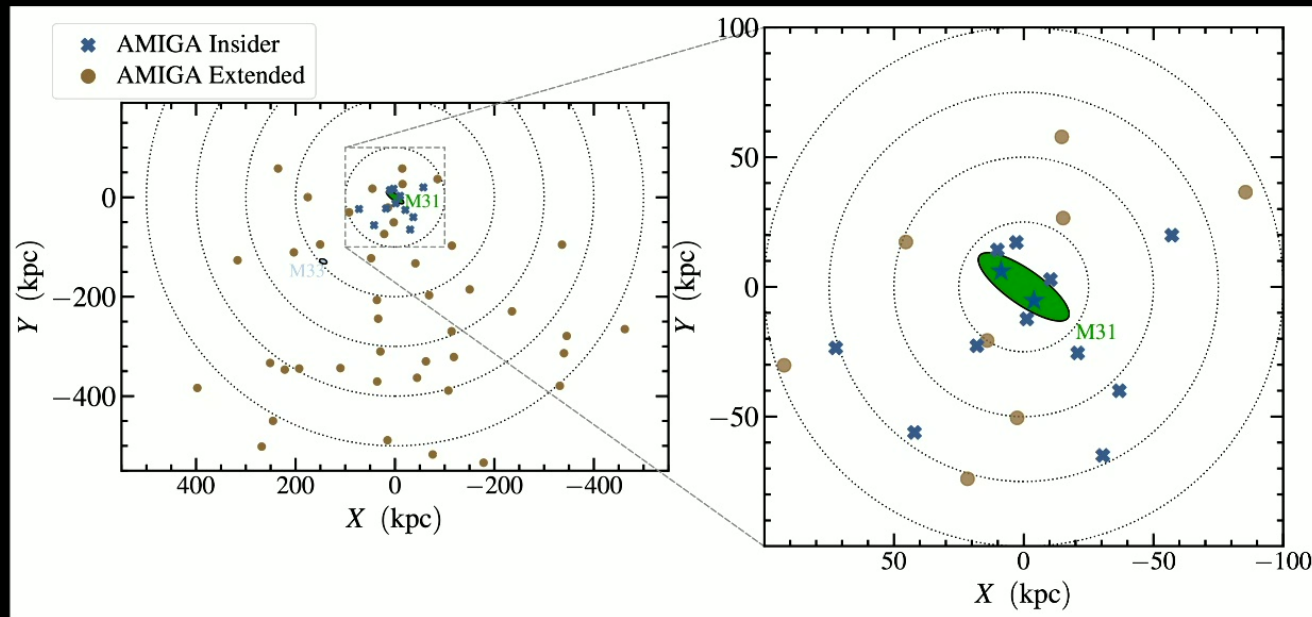 AMIGA Insider
AMIGA Extended
0
−200
−400
Y (kpc)
400 200 0 −200 −400
X (kpc)
M31
M33
100
50
0
−50
Y (kpc)
50 0 −50 −100
X (kpc)
M31